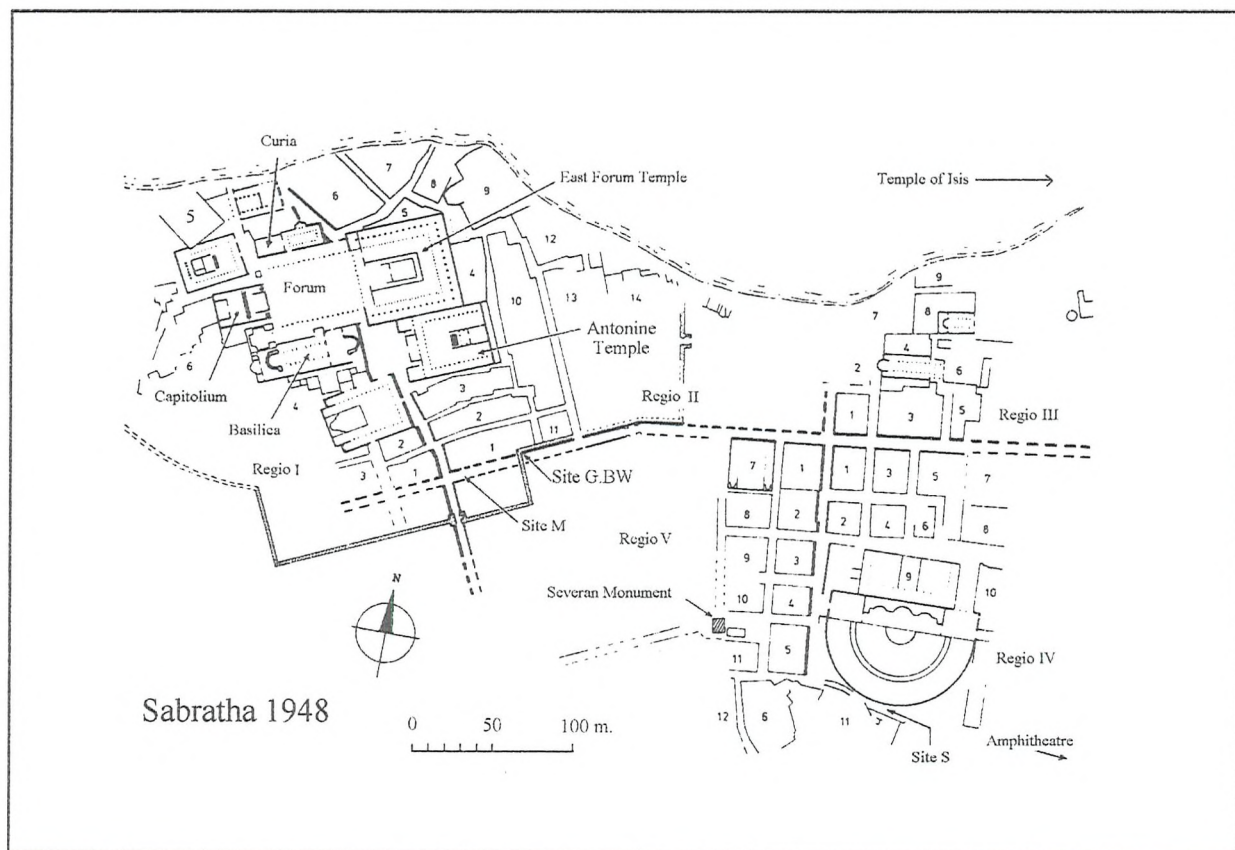 Curia
7
6
8
East Forum Temple
9
Temple of Isis
5
5
12
9
4
Forum
13
14
10
8
7
Antonine
Temple
4
6
2
6
Capitolium
3
4
Regio II
1
3
5
Regio III
Basilica
2
11
2
1
Regio I
3
1
Site G.BW
7
1
1
3
5
7
Site M
8
2
2
4
6
8
Regio V
9
3
9
N
Severan Monument
10
4
10
11
5
Regio IV
Sabratha 1948
0 50 100 m.
12
6
11
3
Site S
Amphitheatre